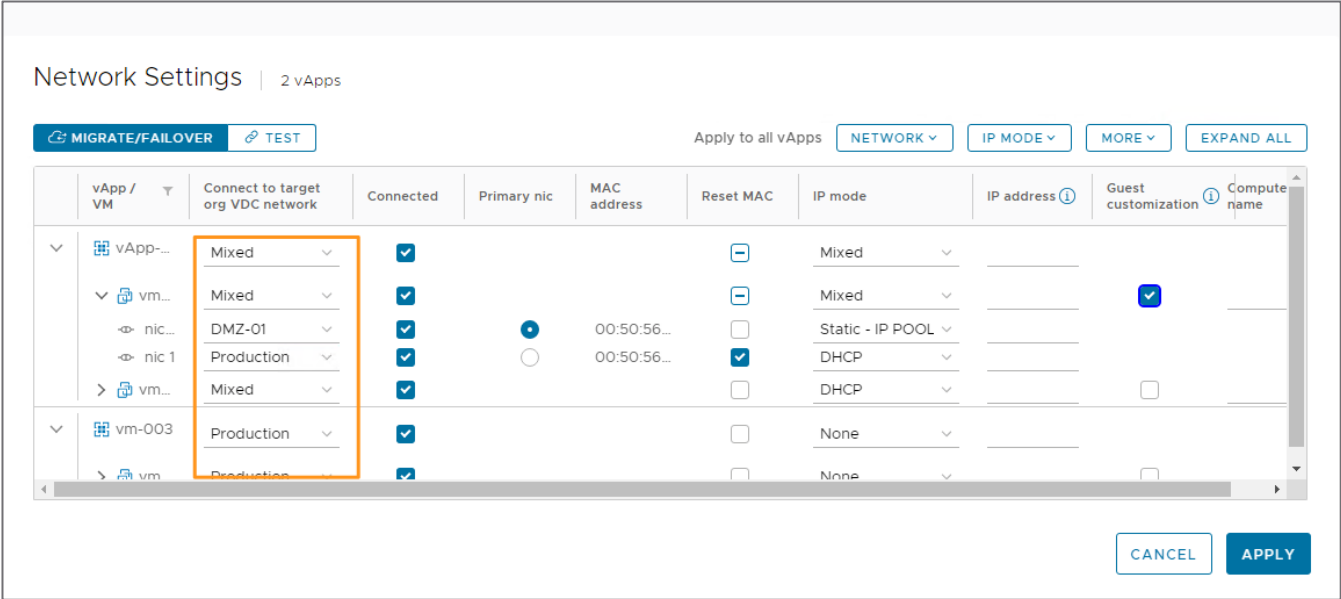 Network Settings 2 vApps
MIGRATE/FAILOVER TEST Apply to all vApps NETWORK IP MODE MORE EXPAND ALL
vApp / VM Connect to target org VDC network Connected Primary nic MAC address Reset MAC IP mode IP address Guest customization Compute name
vApp-... Mixed Mixed
vm... Mixed Mixed
nic... DMZ-01 00:50:56... Static - IP POOL
nic 1 Production 00:50:56... DHCP
vm... Mixed DHCP
vm-003 Production None
vm Production None
CANCEL APPLY